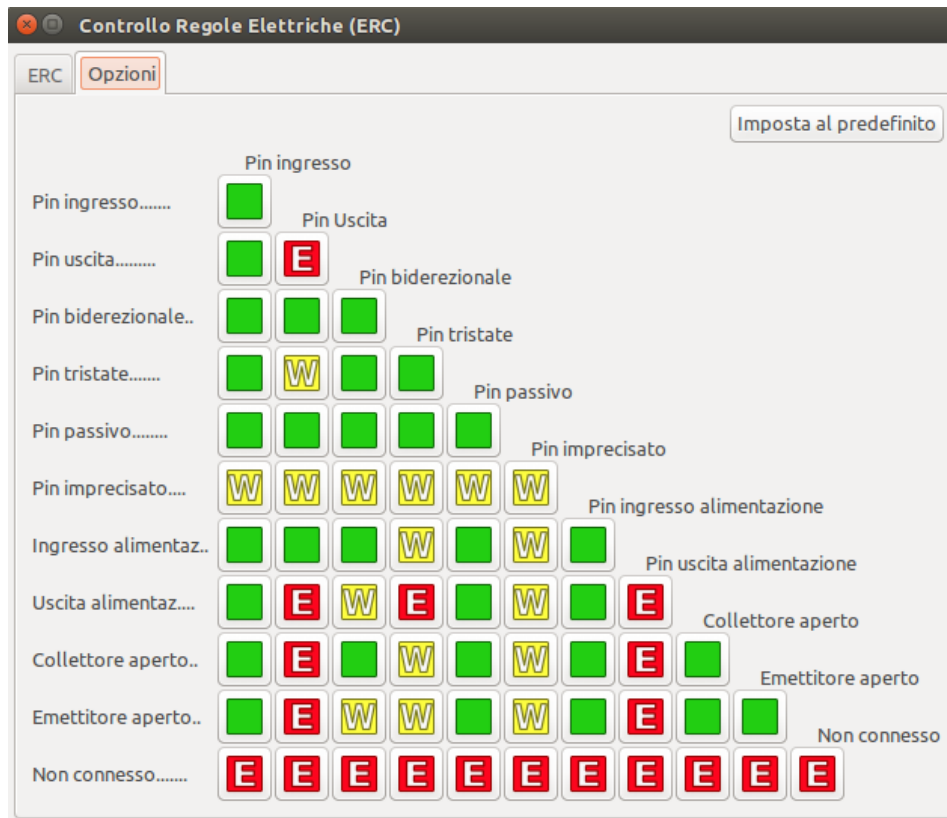 Controllo Regole Elettriche (ERC)
ERC Opzioni
Imposta al predefinito
Pin ingresso
Pin ingresso.......
Pin Uscita
Pin uscita......... E
Pin biderezionale
Pin biderezionale..
Pin tristate
Pin tristate....... W
Pin passivo
Pin passivo........
Pin imprecisato
Pin imprecisato.... W W W W W W
Pin ingresso alimentazione
Ingresso alimentaz.. W W
Pin uscita alimentazione
Uscita alimentaz.... E W E W E
Collettore aperto
Collettore aperto.. E W W E
Emettitore aperto
Emettitore aperto.. E W W W E
Non connesso
Non connesso....... E E E E E E E E E E E